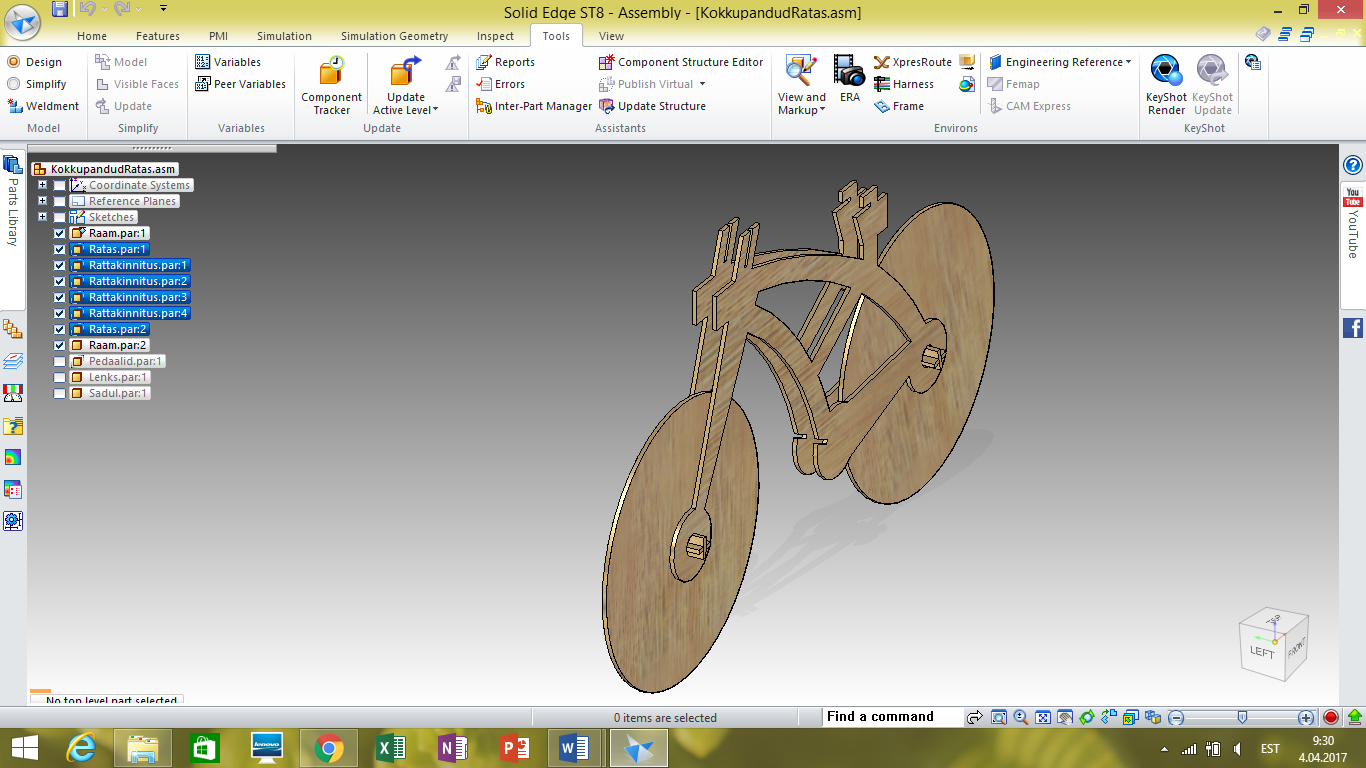 Solid Edge ST8 - Assembly - [KokkupandudRatas.asm]
Home Features PMI Simulation Simulation Geometry Inspect Tools View
Design Model Variables Reports Component Structure Editor XpresRoute Engineering Reference
Simplify Visible Faces Peer Variables Errors Publish Virtual Harness Femap
Weldment Update Inter-Part Manager Update Structure Frame CAM Express
Component Tracker
Update Active Level
View and Markup
ERA
KeyShot Render
KeyShot Update
Model Simplify Variables Update Assistants Environs KeyShot
Parts Library
KokkupandudRatas.asm
Coordinate Systems
Reference Planes
Sketches
Raam.par:1
Ratas.par:1
Rattakinnitus.par:1
Rattakinnitus.par:2
Rattakinnitus.par:3
Rattakinnitus.par:4
Ratas.par:2
Raam.par:2
Pedaalid.par:1
Lenks.par:1
Sadul.par:1
You
Tube
YouTube
LEFT
FRONT
No top level part selected
0 items are selected
Find a command
lenovo
EST
9:30
4.04.2017